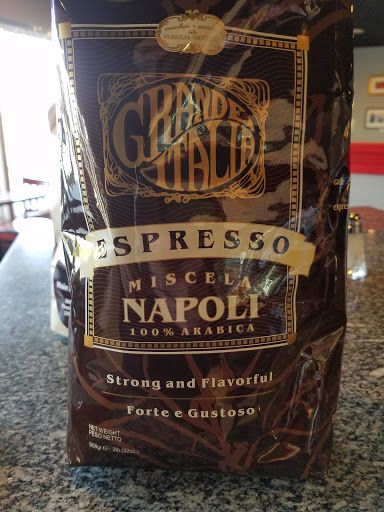 GRANDE
ITALIA
ESPRESSO
MISCELA
NAPOLI
100% ARABICA
Strong and Flavorful
Forte e Gustoso
NET WEIGHT
PESO NETTO